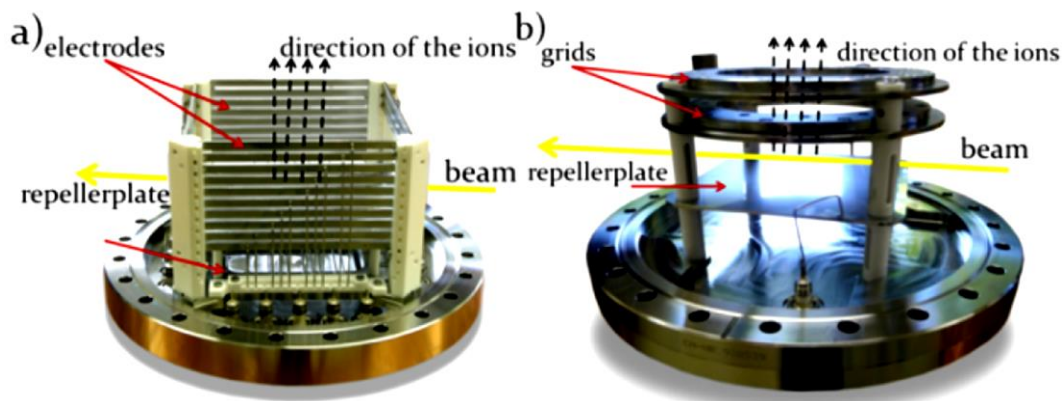 a)
electrodes
direction of the ions
beam
repellerplate
b)
grids
direction of the ions
beam
repellerplate